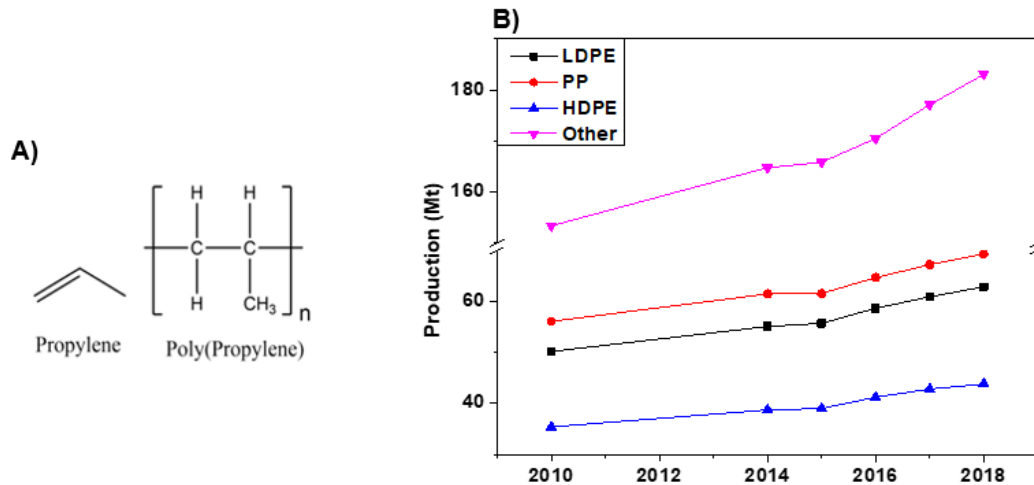 A)
H H
C C
H CH₃
n
Propylene Poly(Propylene)
B)
LDPE
PP
HDPE
Other
Production (Mt)
180
160
60
40
2010 2012 2014 2016 2018